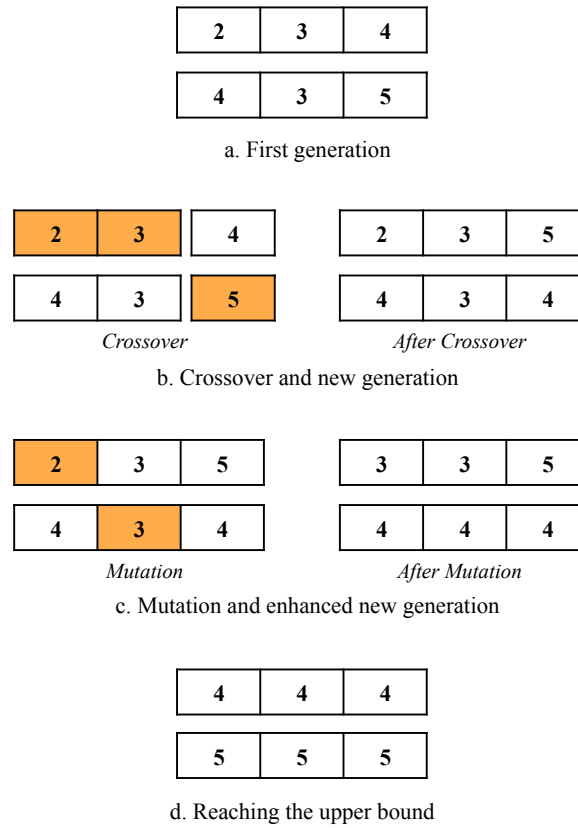 2 3 4
4 3 5
a. First generation
2 3 4 2 3 5
4 3 5 4 3 4
Crossover After Crossover
b. Crossover and new generation
2 3 5 3 3 5
4 3 4 4 4 4
Mutation After Mutation
c. Mutation and enhanced new generation
4 4 4
5 5 5
d. Reaching the upper bound